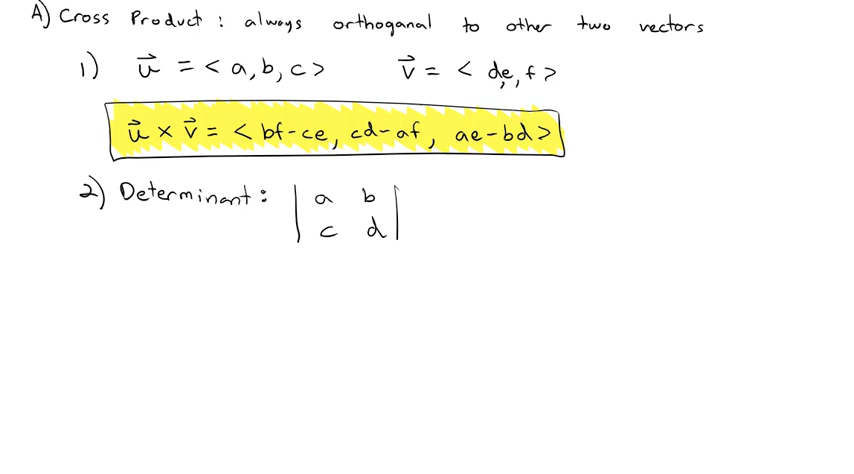 A) Cross Product : always orthoganal to other two vectors
1) u⃗ = < a, b, c > v⃗ = < d e, f >
u⃗ × v⃗ = < bf-ce, cd-af, ae-bd >
2) Determinant : | a b |
| c d |